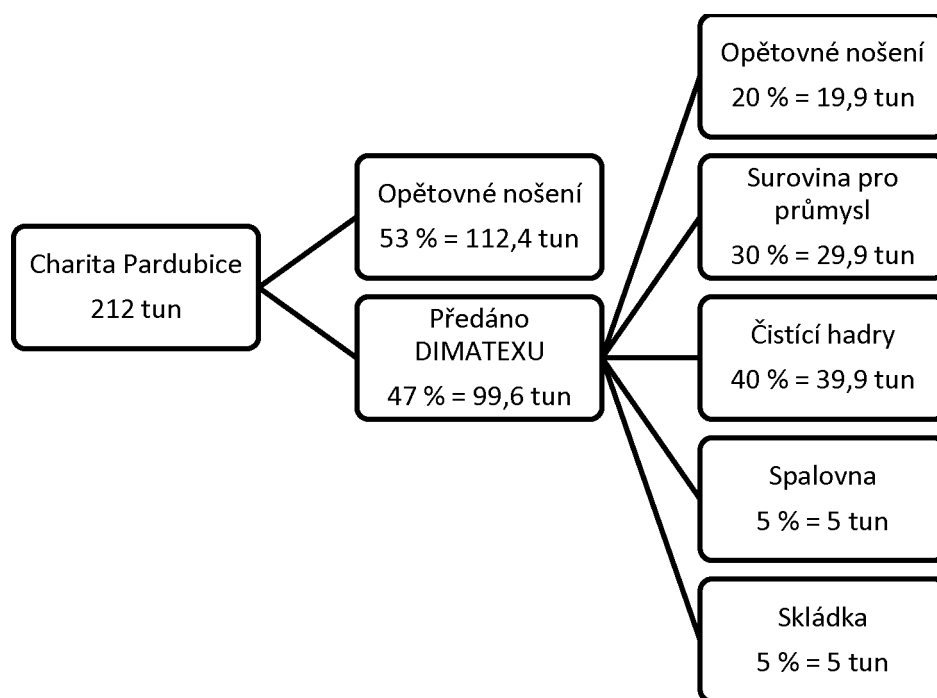 Charita Pardubice
212 tun
Opětovné nošení
53 % = 112,4 tun
Předáno
DIMATEXU
47 % = 99,6 tun
Opětovné nošení
20 % = 19,9 tun
Surovina pro
průmysl
30 % = 29,9 tun
Čistící hadry
40 % = 39,9 tun
Spalovna
5 % = 5 tun
Skládka
5 % = 5 tun